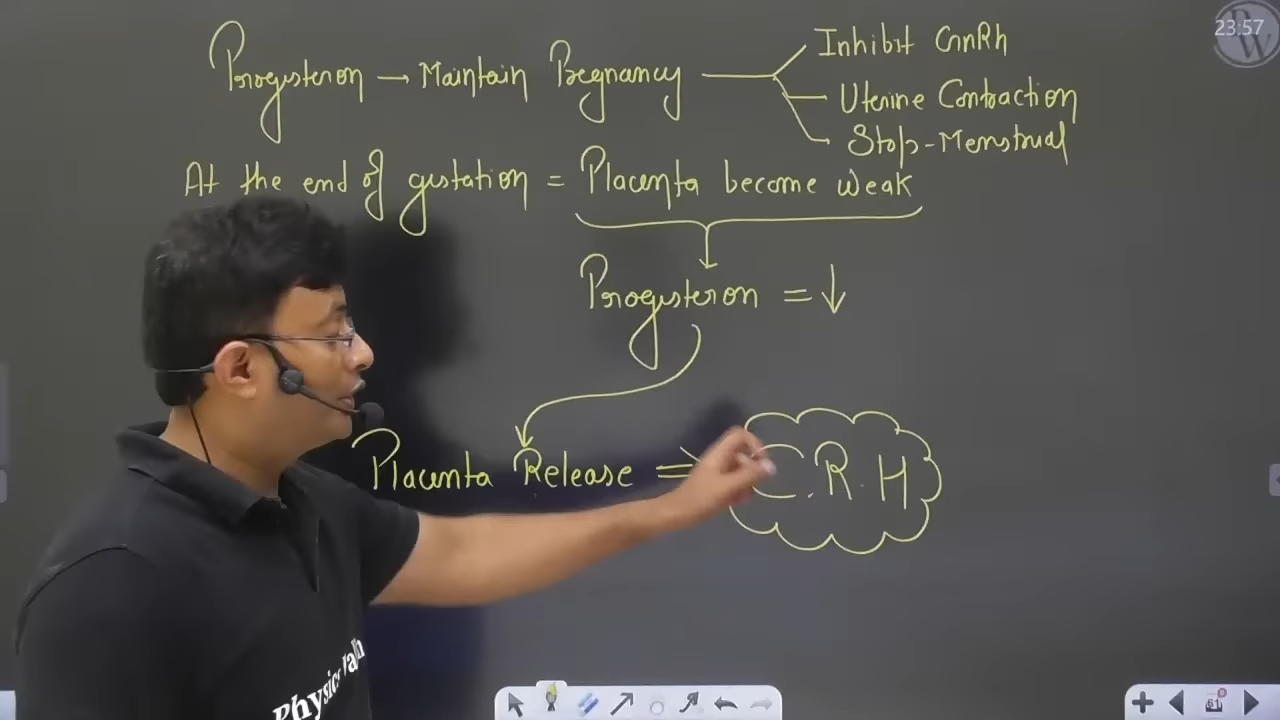 23:57
Progesteron → Maintain Pregnancy
Inhibit GnRh
Uterine Contraction
Stop-Menstrual
At the end of gestation = Placenta become weak
Progesteron = ↓
Placenta Release ⇒ C.R.H
Physics Wallah
61